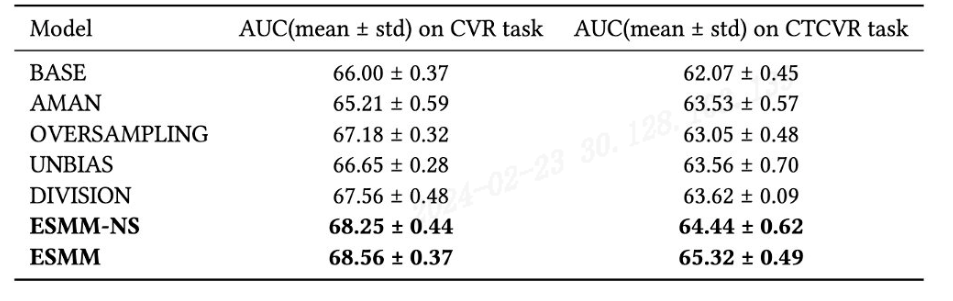 Model AUC(mean ± std) on CVR task AUC(mean ± std) on CTCVR task
BASE 66.00 ± 0.37 62.07 ± 0.45
AMAN 65.21 ± 0.59 63.53 ± 0.57
OVERSAMPLING 67.18 ± 0.32 63.05 ± 0.48
UNBIAS 66.65 ± 0.28 63.56 ± 0.70
DIVISION 67.56 ± 0.48 63.62 ± 0.09
ESMM-NS 68.25 ± 0.44 64.44 ± 0.62
ESMM 68.56 ± 0.37 65.32 ± 0.49
2024-02-23 30.128.